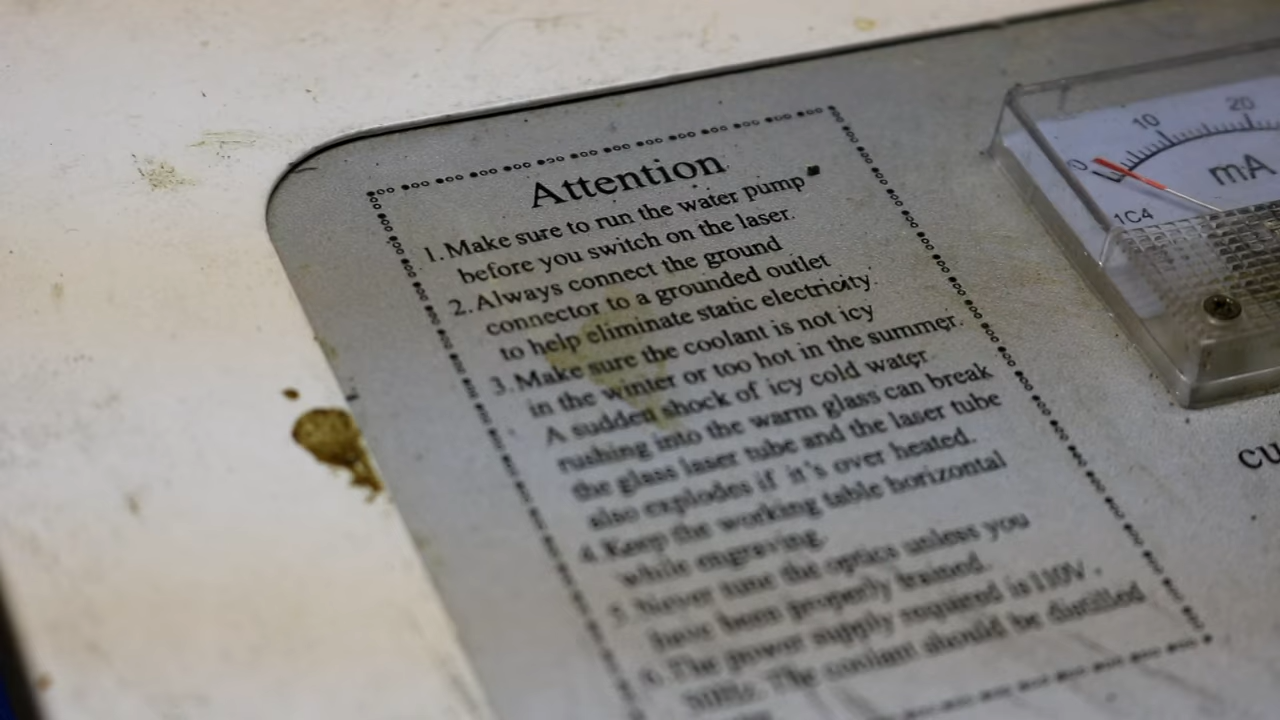 Attention
1. Make sure to run the water pump
before you switch on the laser.
2. Always connect the ground
connector to a grounded outlet
to help eliminate static electricity.
3. Make sure the coolant is not icy
in the winter or too hot in the summer.
A sudden shock of icy cold water
rushing into the warm glass can break
the glass laser tube and the laser tube
also explodes if it's over heated.
4. Keep the working table horizontal
while engraving.
5. Never tune the optics unless you
have been properly trained.
6. The power supply required is 110V,
The coolant should be distilled
0 10 20
mA
1C4
cu